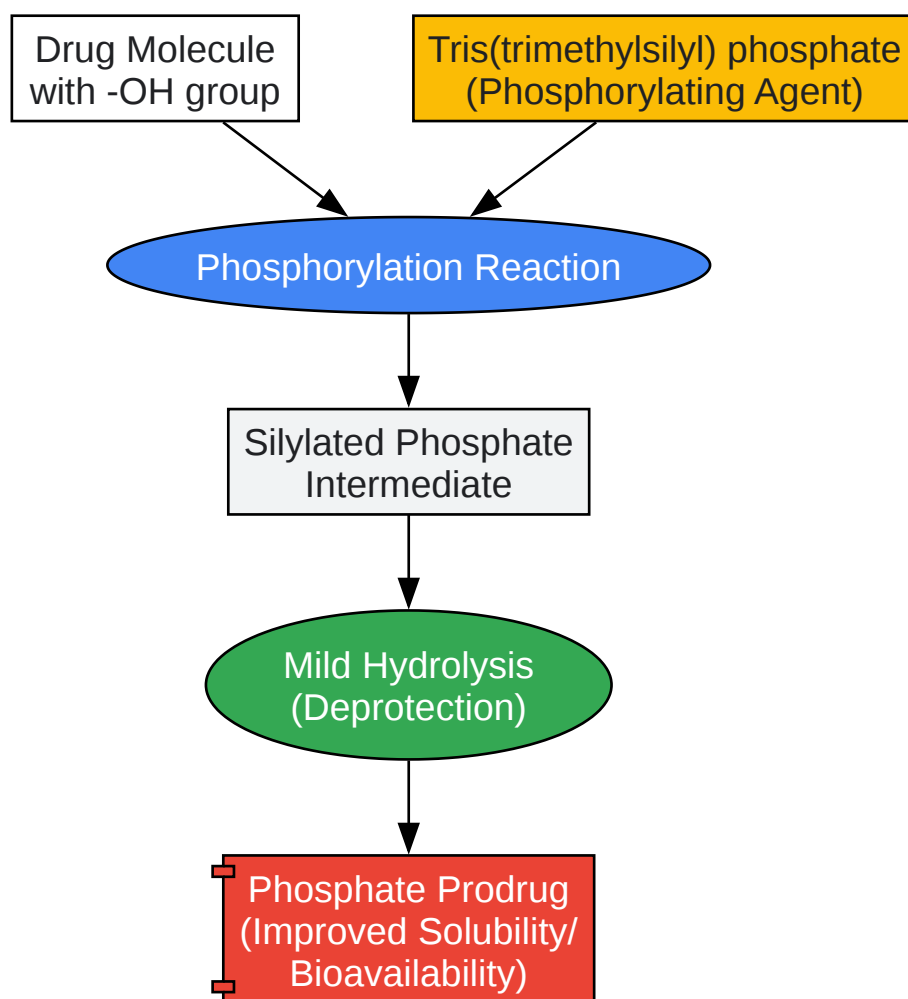 Drug Molecule
with -OH group
Tris(trimethylsilyl) phosphate
(Phosphorylating Agent)
Phosphorylation Reaction
Silylated Phosphate
Intermediate
Mild Hydrolysis
(Deprotection)
Phosphate Prodrug
(Improved Solubility/
Bioavailability)